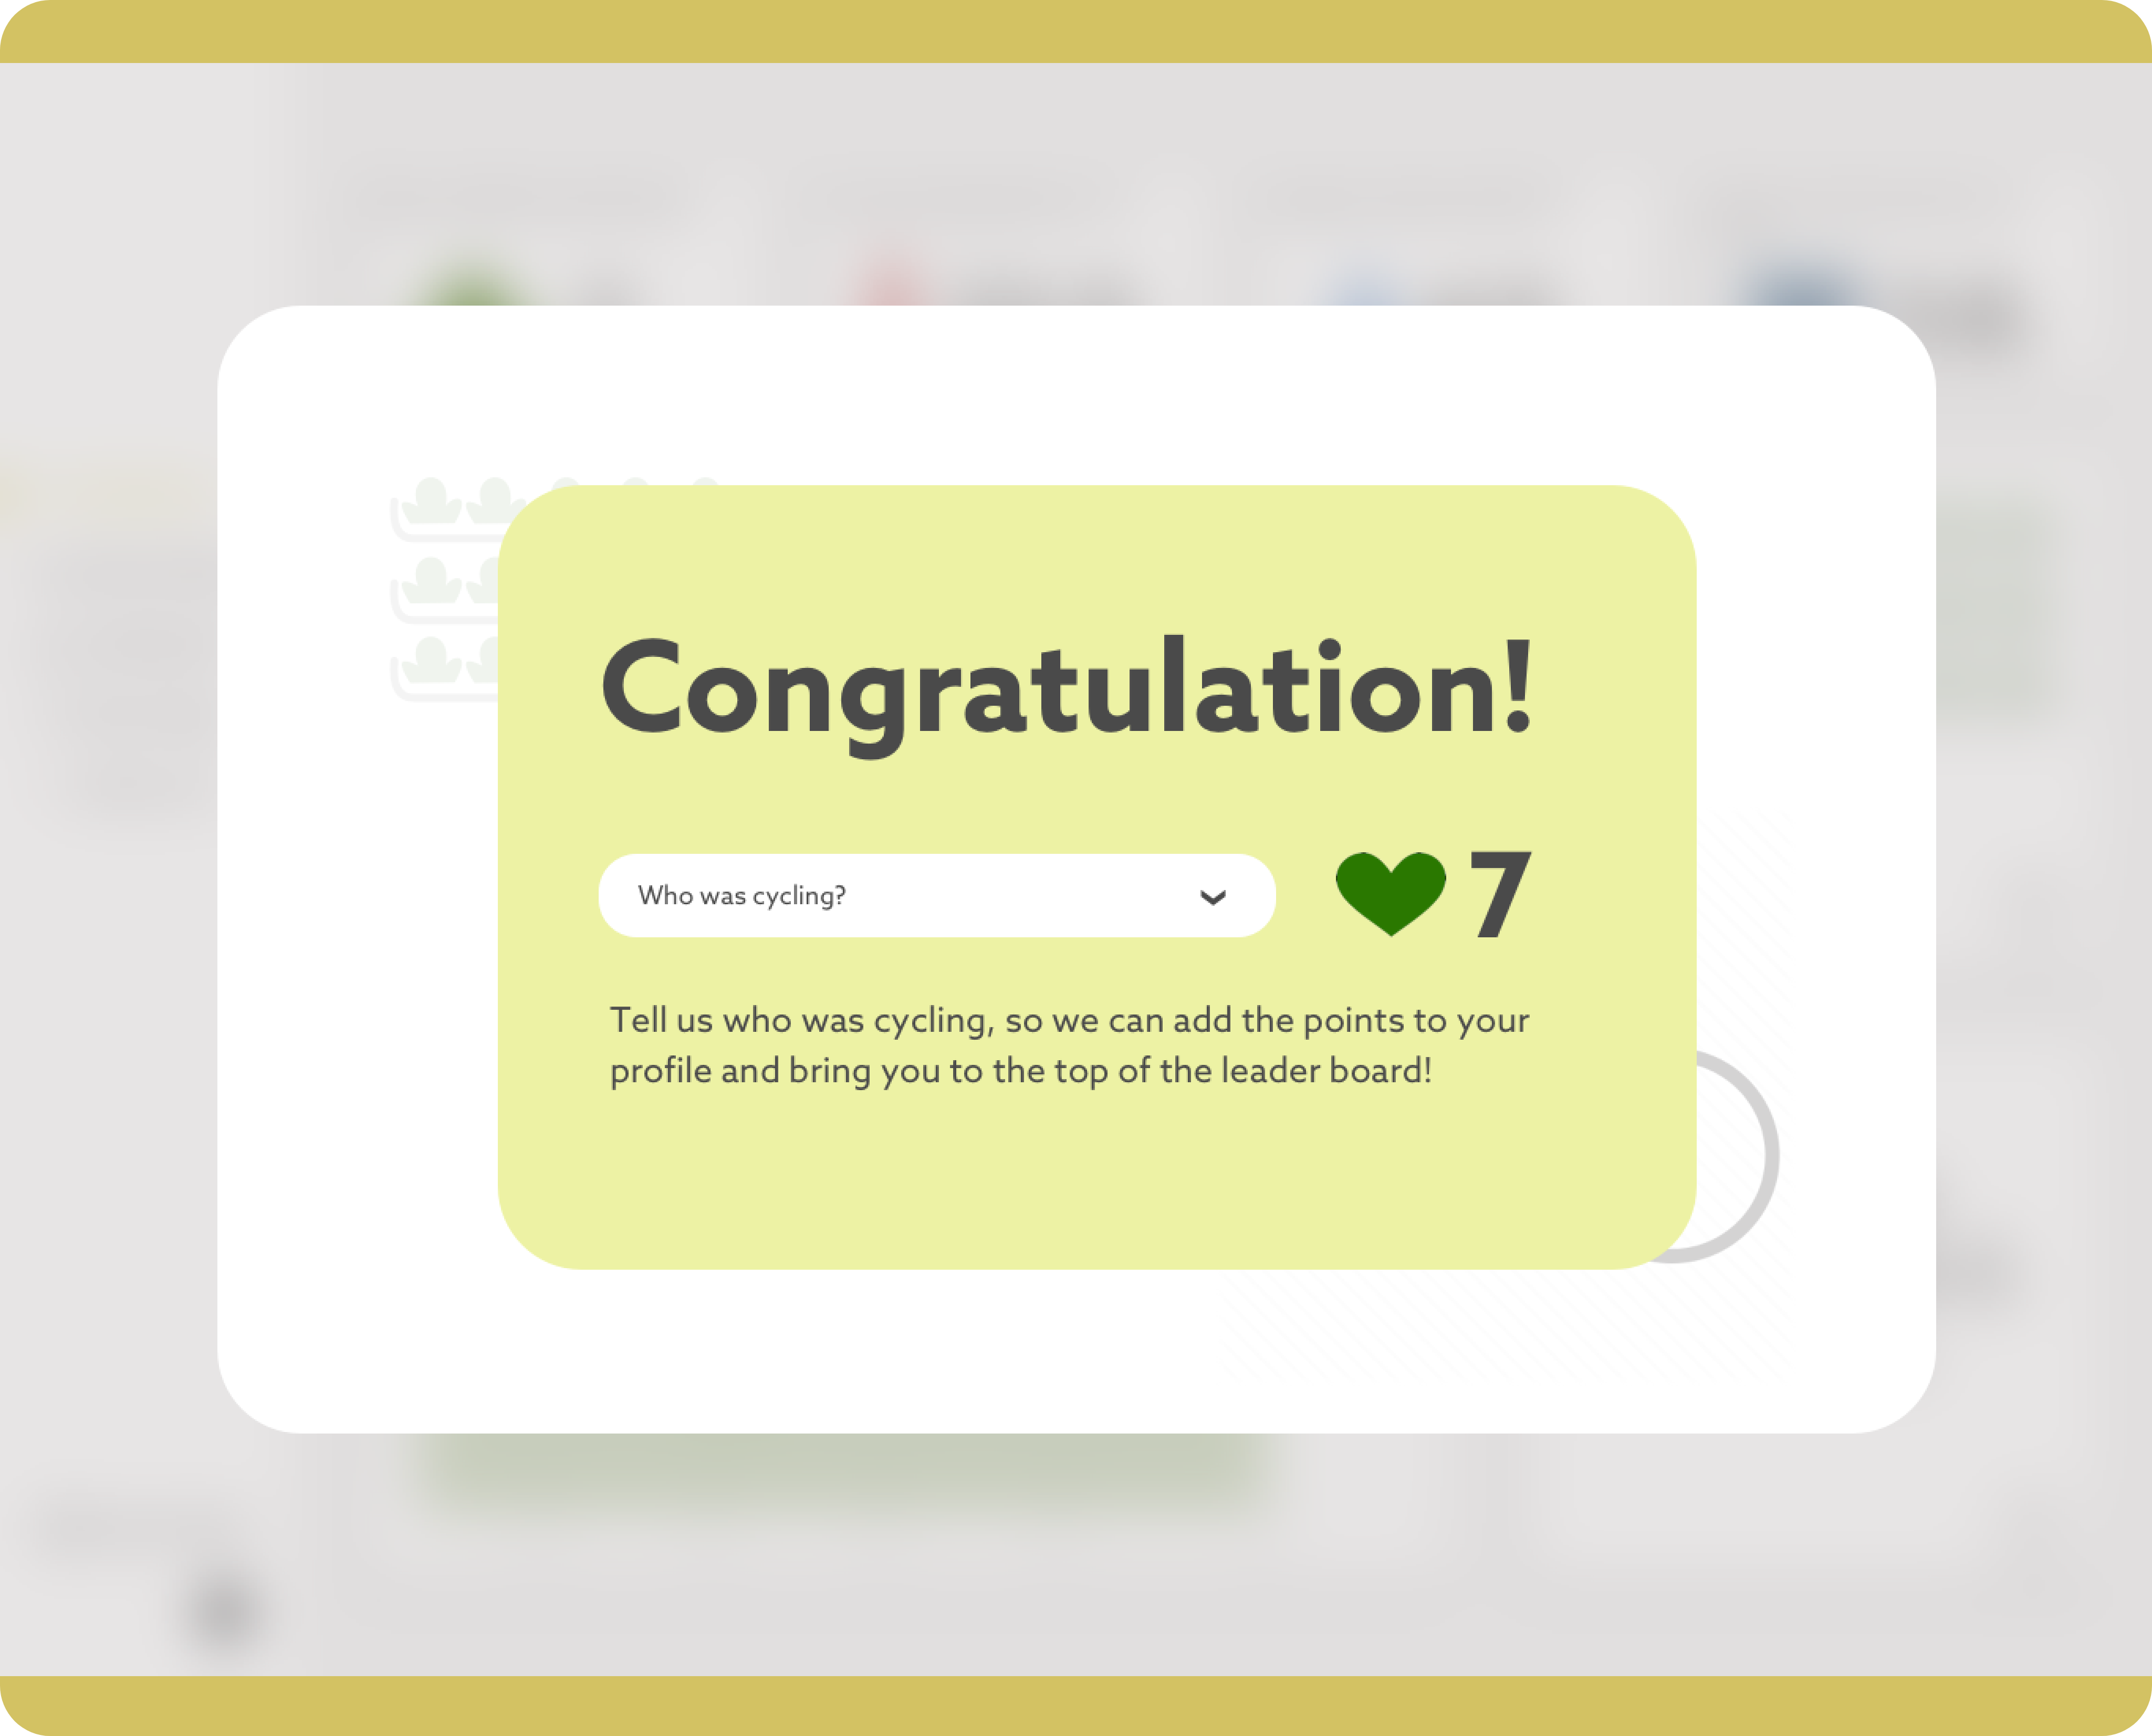 Congratulation!
Who was cycling? 7
Tell us who was cycling, so we can add the points to your
profile and bring you to the top of the leader board!